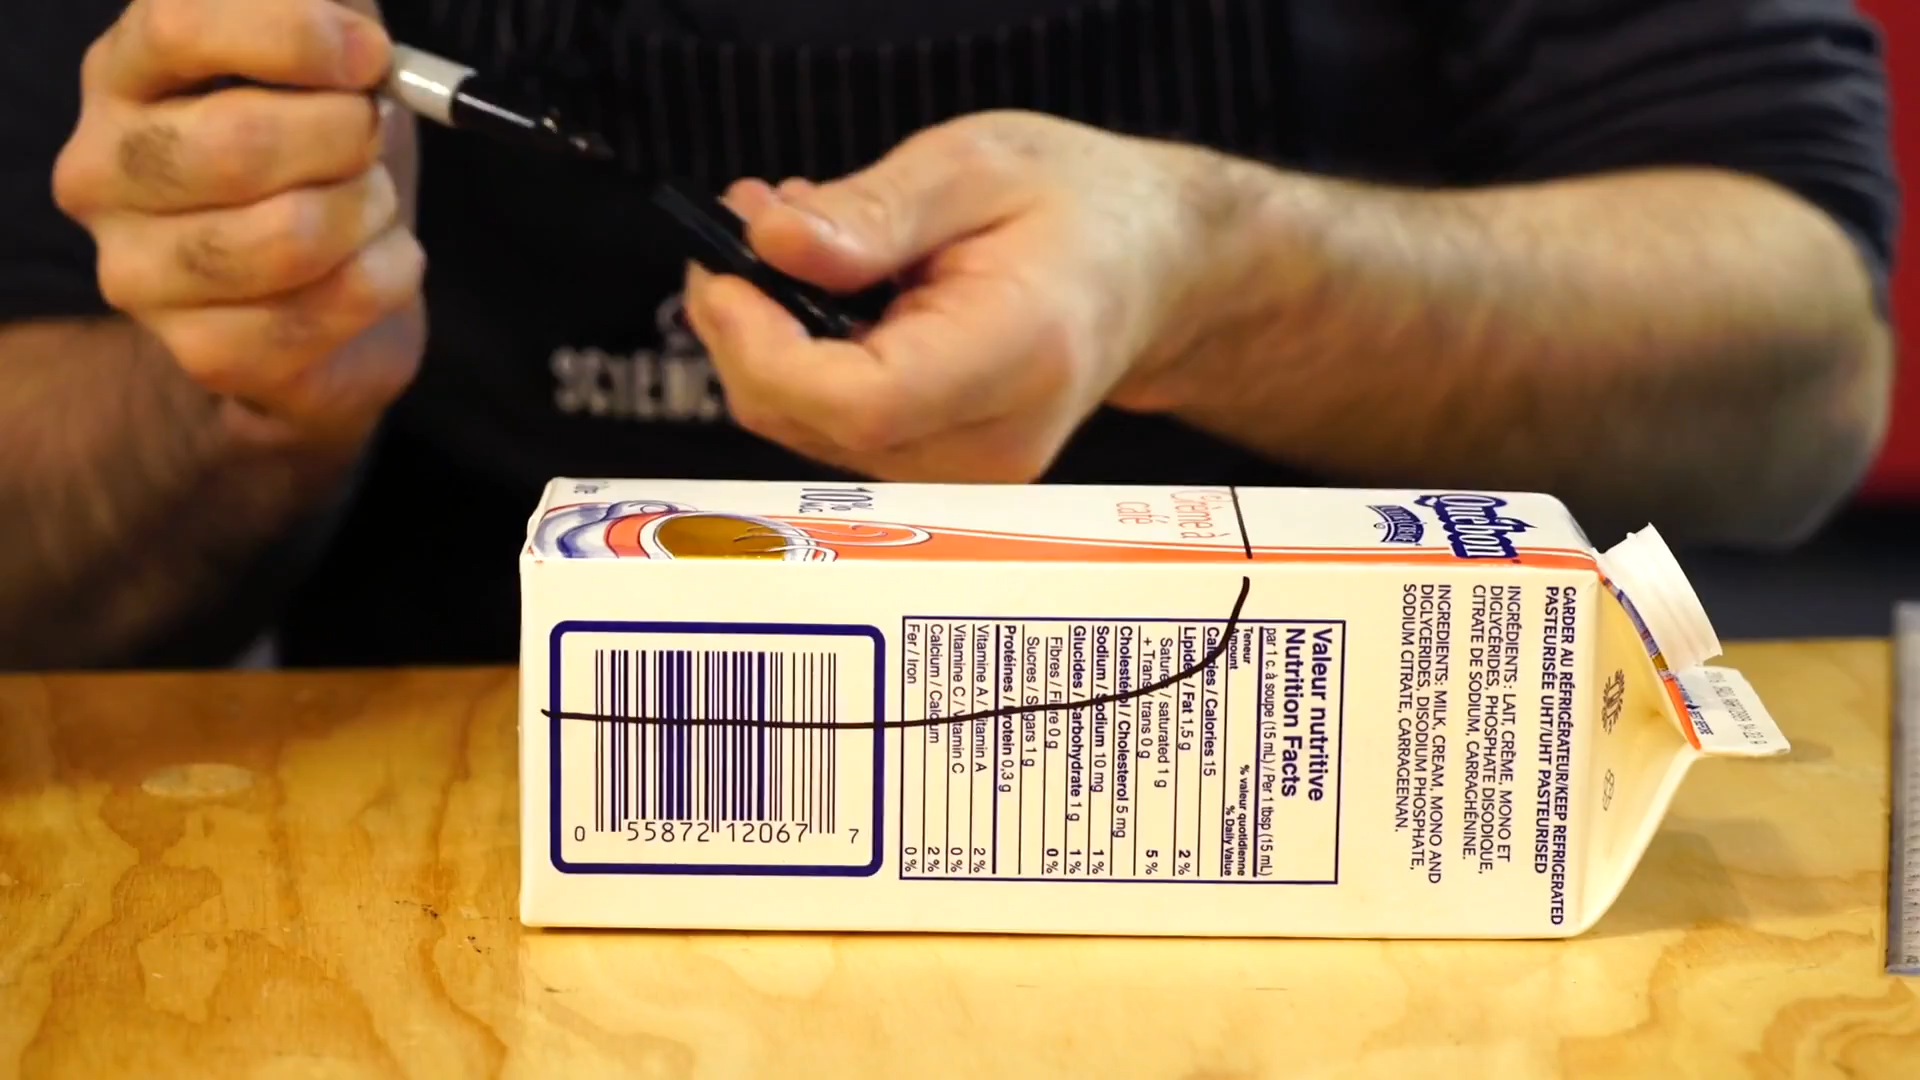 SCIENC
10%
Crème à
café
Québon
0 55872 12067 7
Valeur nutritive
Nutrition Facts
par 1 c. à soupe (15 mL) / Per 1 tbsp (15 mL)
Teneur % valeur quotidienne
Amount % Daily Value
Calories / Calories 15
Lipides / Fat 1,5 g 2 %
Saturés / saturated 1 g
+ Trans / trans 0 g 5 %
Cholestérol / Cholesterol 5 mg
Sodium / Sodium 10 mg 1 %
Glucides / Carbohydrate 1 g 1 %
Fibres / Fibre 0 g 0 %
Sucres / Sugars 1 g
Protéines / Protein 0,3 g
Vitamine A / Vitamin A 2 %
Vitamine C / Vitamin C 0 %
Calcium / Calcium 2 %
Fer / Iron 0 %
INGRÉDIENTS : LAIT, CRÈME, MONO ET
DIGLYCÉRIDES, PHOSPHATE DISODIQUE,
CITRATE DE SODIUM, CARRAGHÉNINE.
INGREDIENTS: MILK, CREAM, MONO AND
DIGLYCERIDES, DISODIUM PHOSPHATE,
SODIUM CITRATE, CARRAGEENAN.
GARDER AU RÉFRIGÉRATEUR/KEEP REFRIGERATED
PASTEURISÉE UHT/UHT PASTEURISED